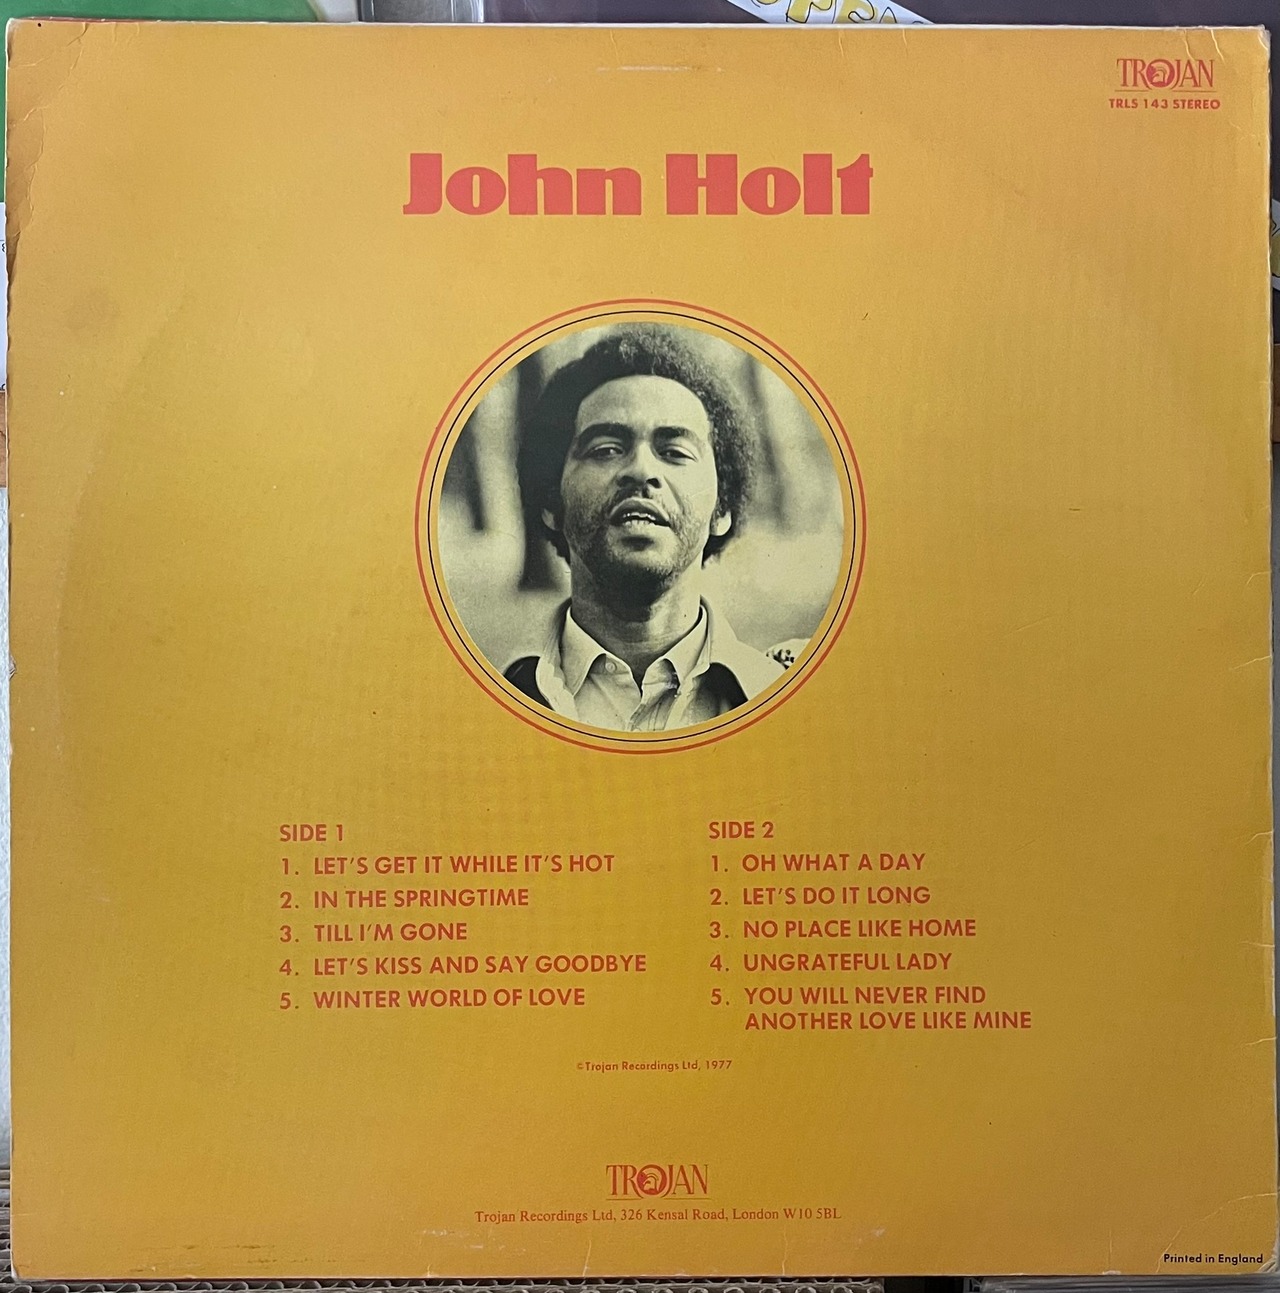 TROJAN
TRLS 143 STEREO
John Holt
SIDE 1
1. LET'S GET IT WHILE IT'S HOT
2. IN THE SPRINGTIME
3. TILL I'M GONE
4. LET'S KISS AND SAY GOODBYE
5. WINTER WORLD OF LOVE
SIDE 2
1. OH WHAT A DAY
2. LET'S DO IT LONG
3. NO PLACE LIKE HOME
4. UNGRATEFUL LADY
5. YOU WILL NEVER FIND
ANOTHER LOVE LIKE MINE
©Trojan Recordings Ltd, 1977
TROJAN
Trojan Recordings Ltd, 326 Kensal Road, London W10 5BL
Printed in England